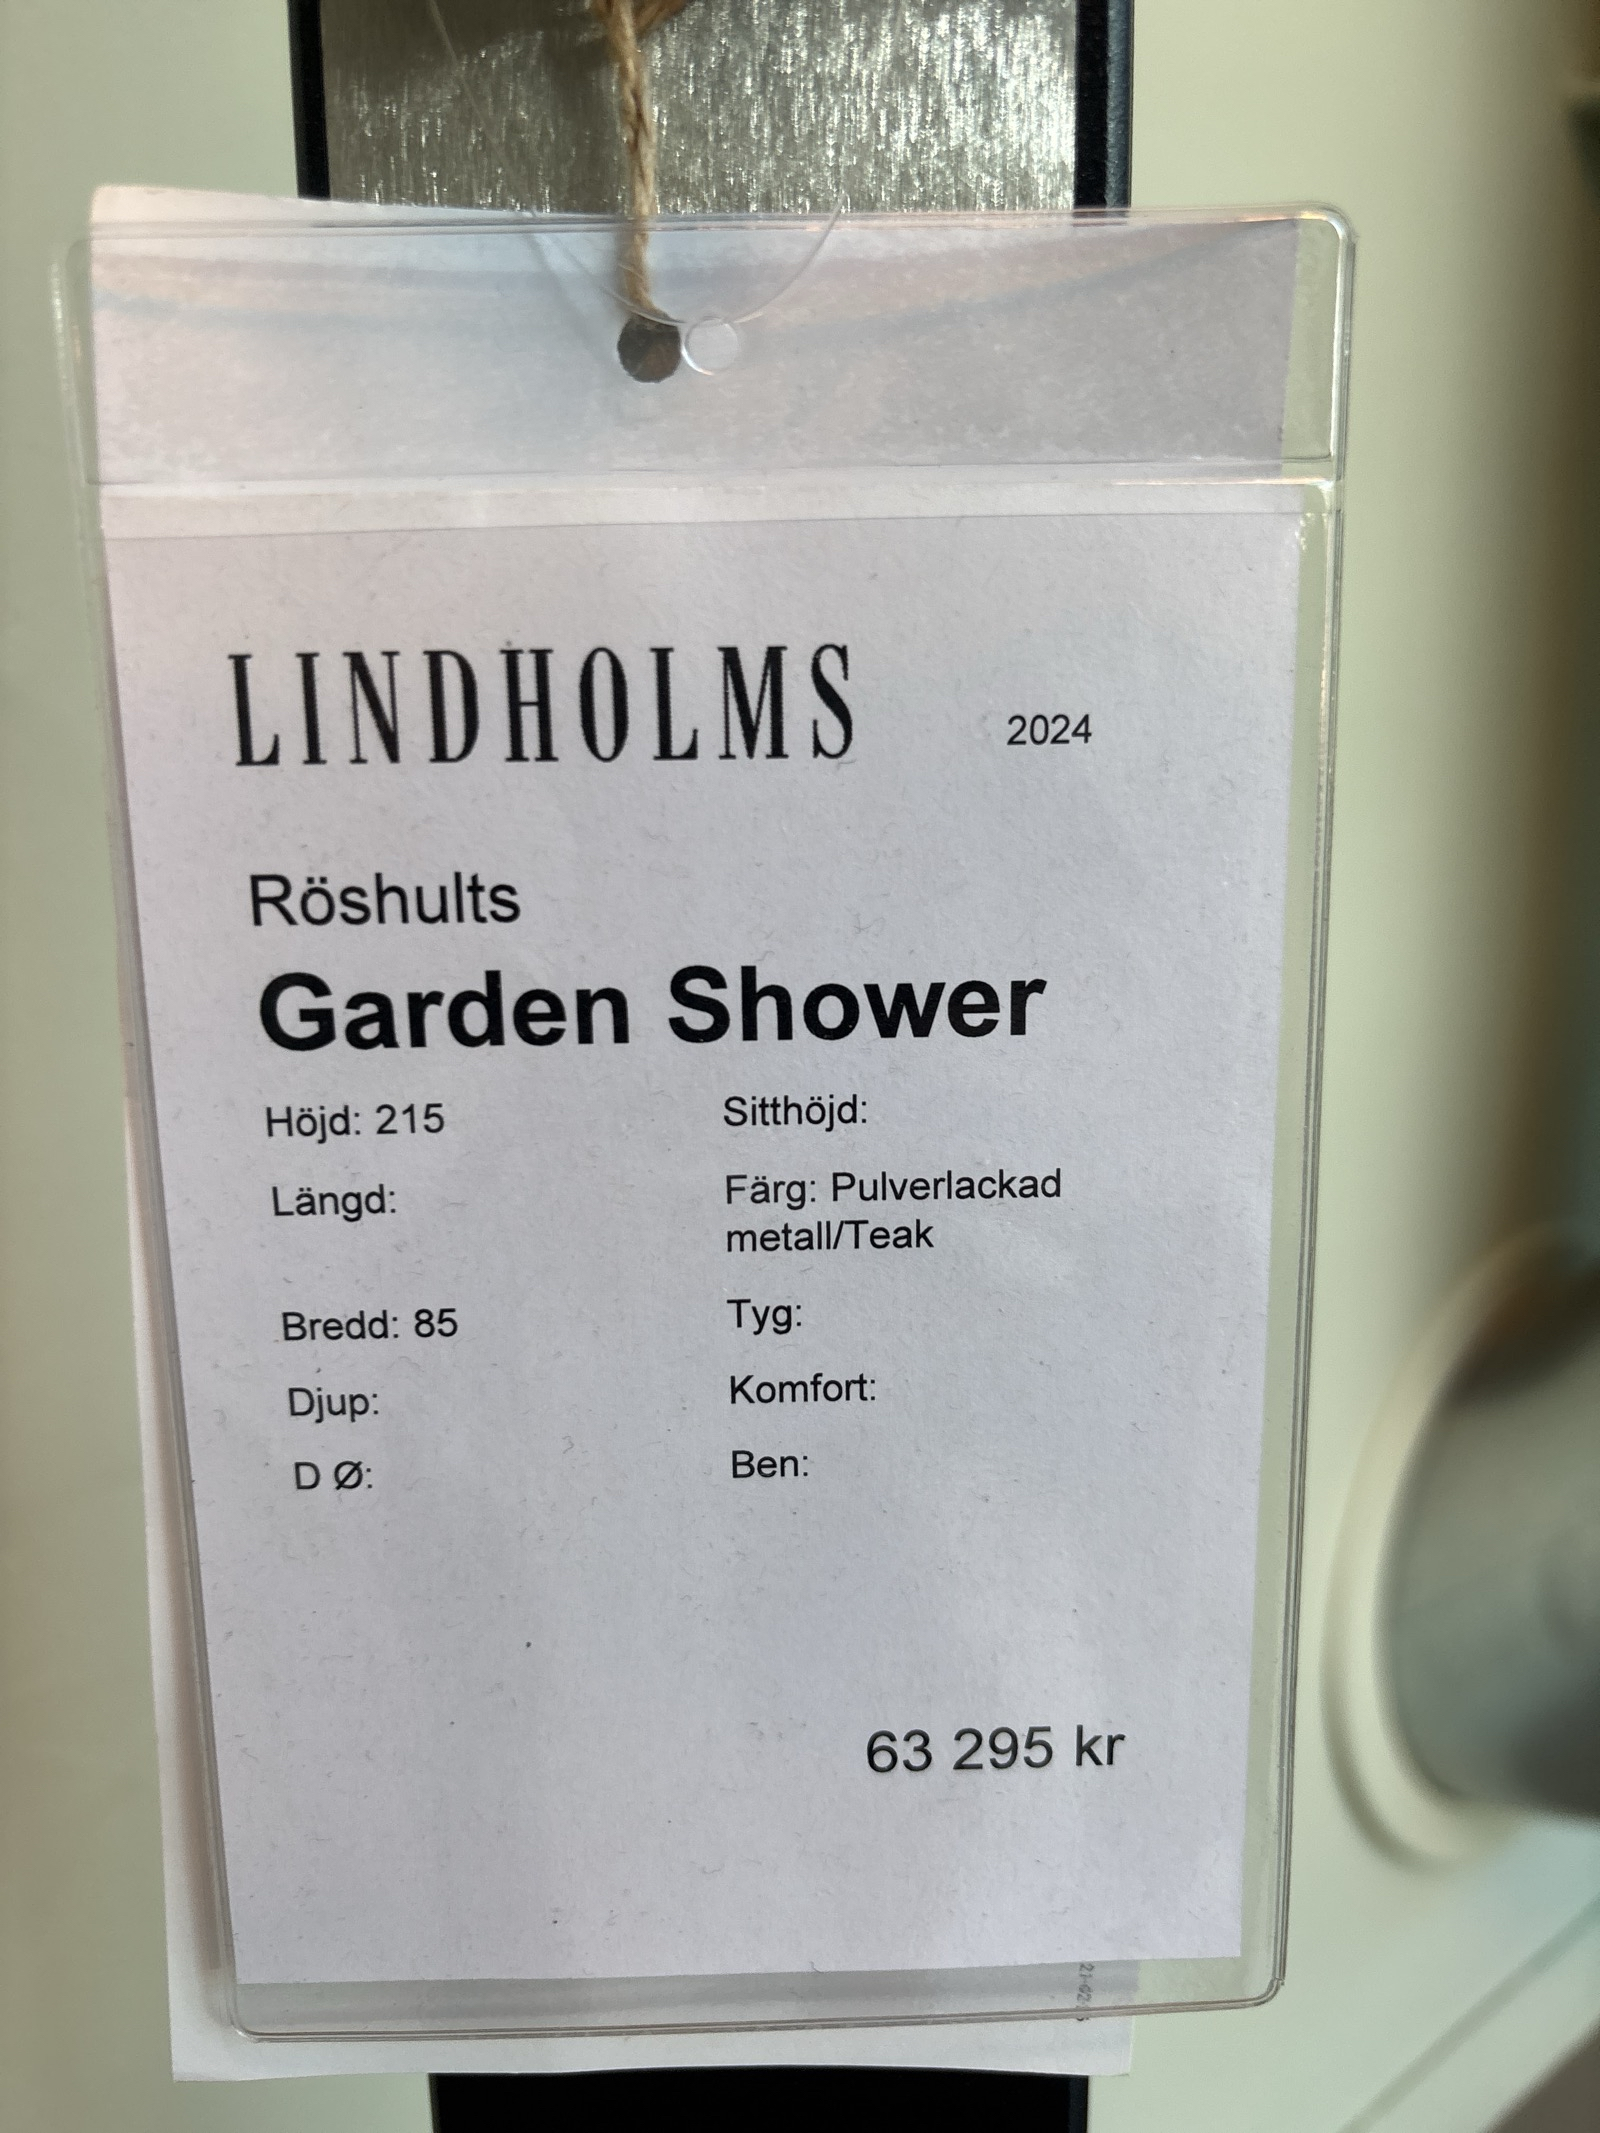 LINDHOLMS
2024
Röshults
Garden Shower
Höjd: 215
Sitthöjd:
Längd:
Färg: Pulverlackad
metall/Teak
Bredd: 85
Tyg:
Djup:
Komfort:
D Ø:
Ben:
63 295 kr